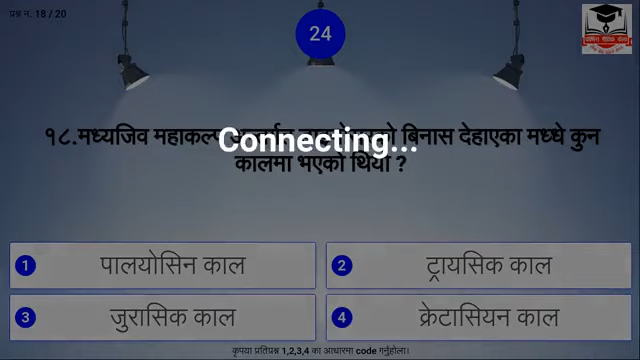 प्रश्न न. 18 / 20
24
१८.मध्यजिव महाकल्प बिनास देहाएका मध्धे कुन
Connecting...
कालमा भएको थियो ?
1 पालयोसिन काल
2 ट्रायसिक काल
3 जुरासिक काल
4 क्रेटासियन काल
कृपया प्रतिप्रश्न 1,2,3,4 का आधारमा code गर्नुहोला।